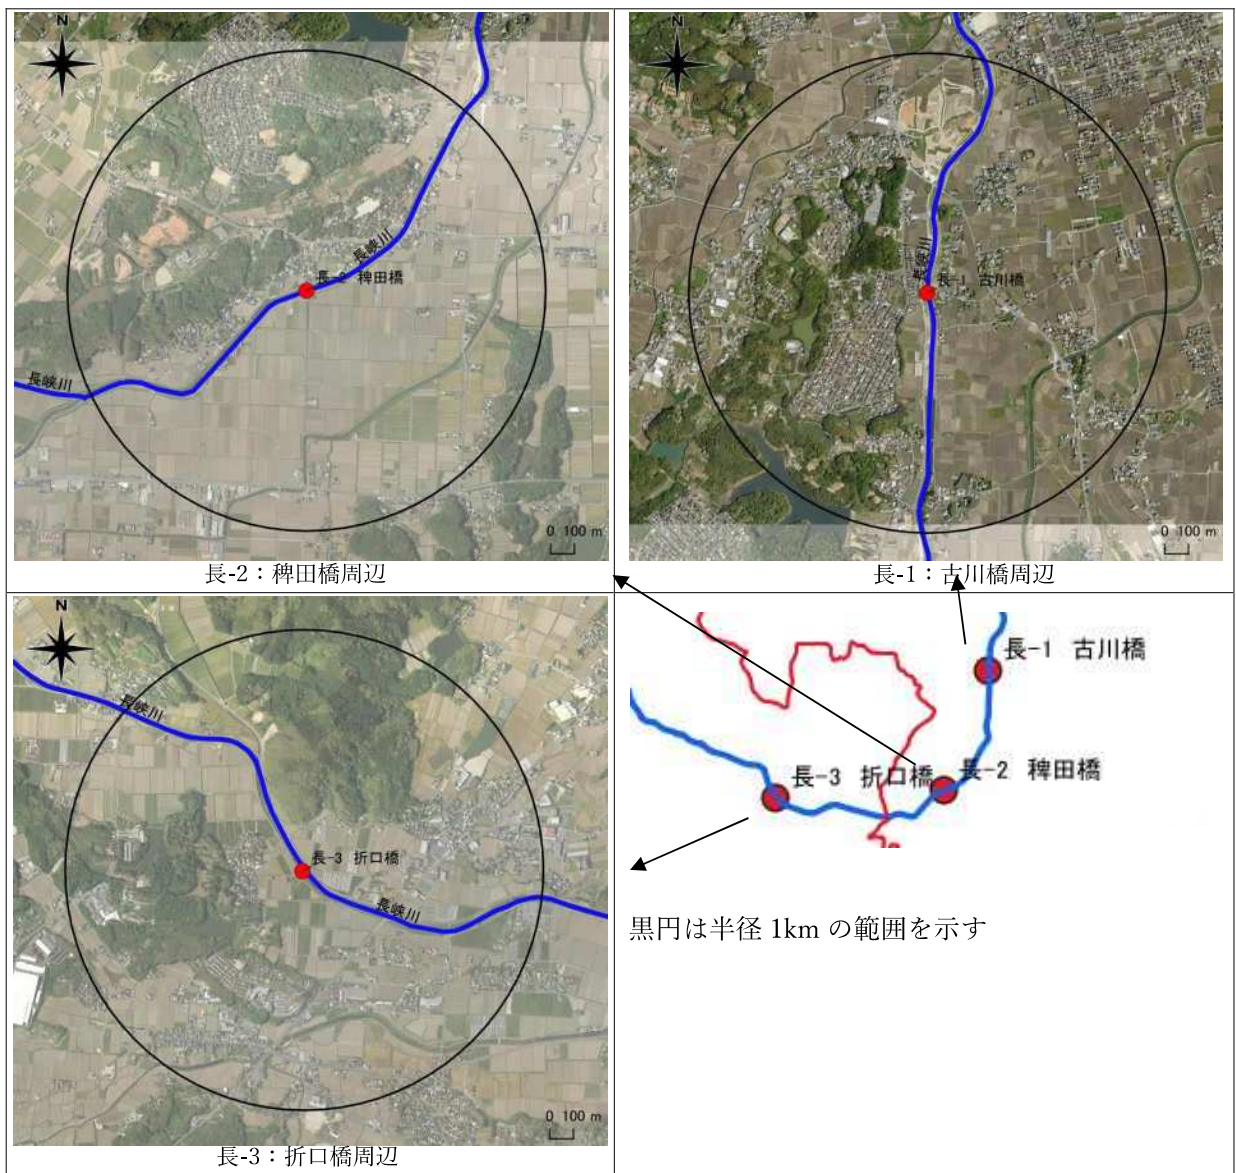 N
長峡川
長-2 稗田橋
長峡川
0 100 m
長-2：稗田橋周辺
N
長峡川
長-1 古川橋
0 100 m
長-1：古川橋周辺
N
長峡川
長-3 折口橋
長峡川
0 100 m
長-3：折口橋周辺
長-1 古川橋
長-3 折口橋
長-2 稗田橋
黒円は半径 1km の範囲を示す